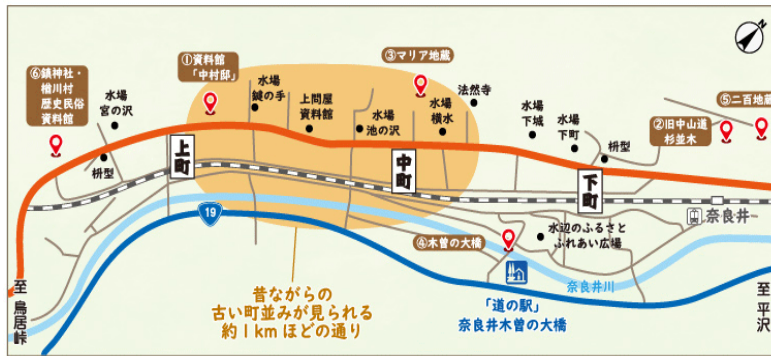 ⑥鎮神社・
楢川村
歴史民俗
資料館
水場
宮の沢
枡型
①資料館
「中村邸」
水場
鍵の手
上問屋
資料館
水場
池の沢
③マリア地蔵
水場
横水
法然寺
水場
下城
水場
下町
枡型
②旧中山道
杉並木
⑤二百地蔵
上町
中町
下町
奈良井
19
④木曽の大橋
水辺のふるさと
ふれあい広場
奈良井川
「道の駅」
奈良井木曽の大橋
昔ながらの
古い町並みが見られる
約1kmほどの通り
至 鳥居峠
至 平沢